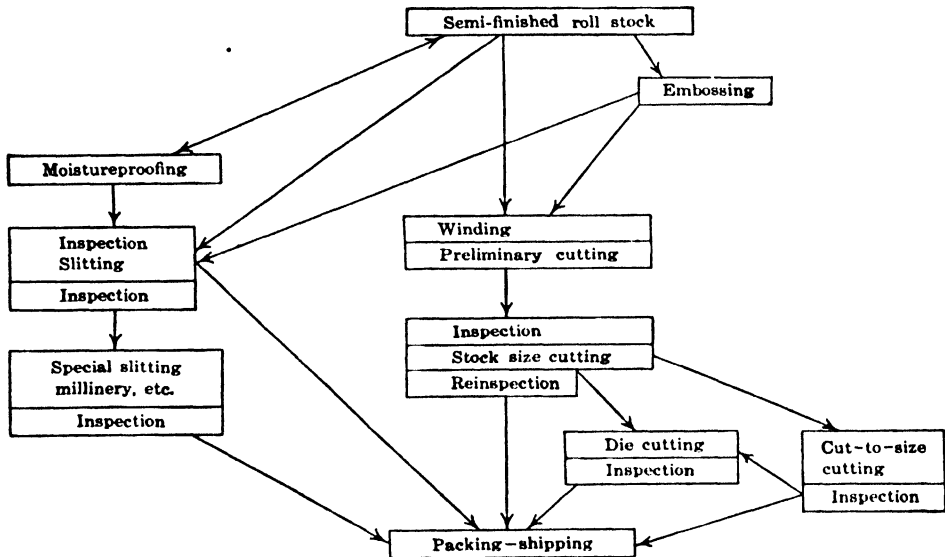 Semi-finished roll stock
Embossing
Moistureproofing
Inspection
Slitting
Inspection
Winding
Preliminary cutting
Inspection
Stock size cutting
Reinspection
Special slitting
millinery, etc.
Inspection
Die cutting
Inspection
Cut-to-size
cutting
Inspection
Packing-shipping